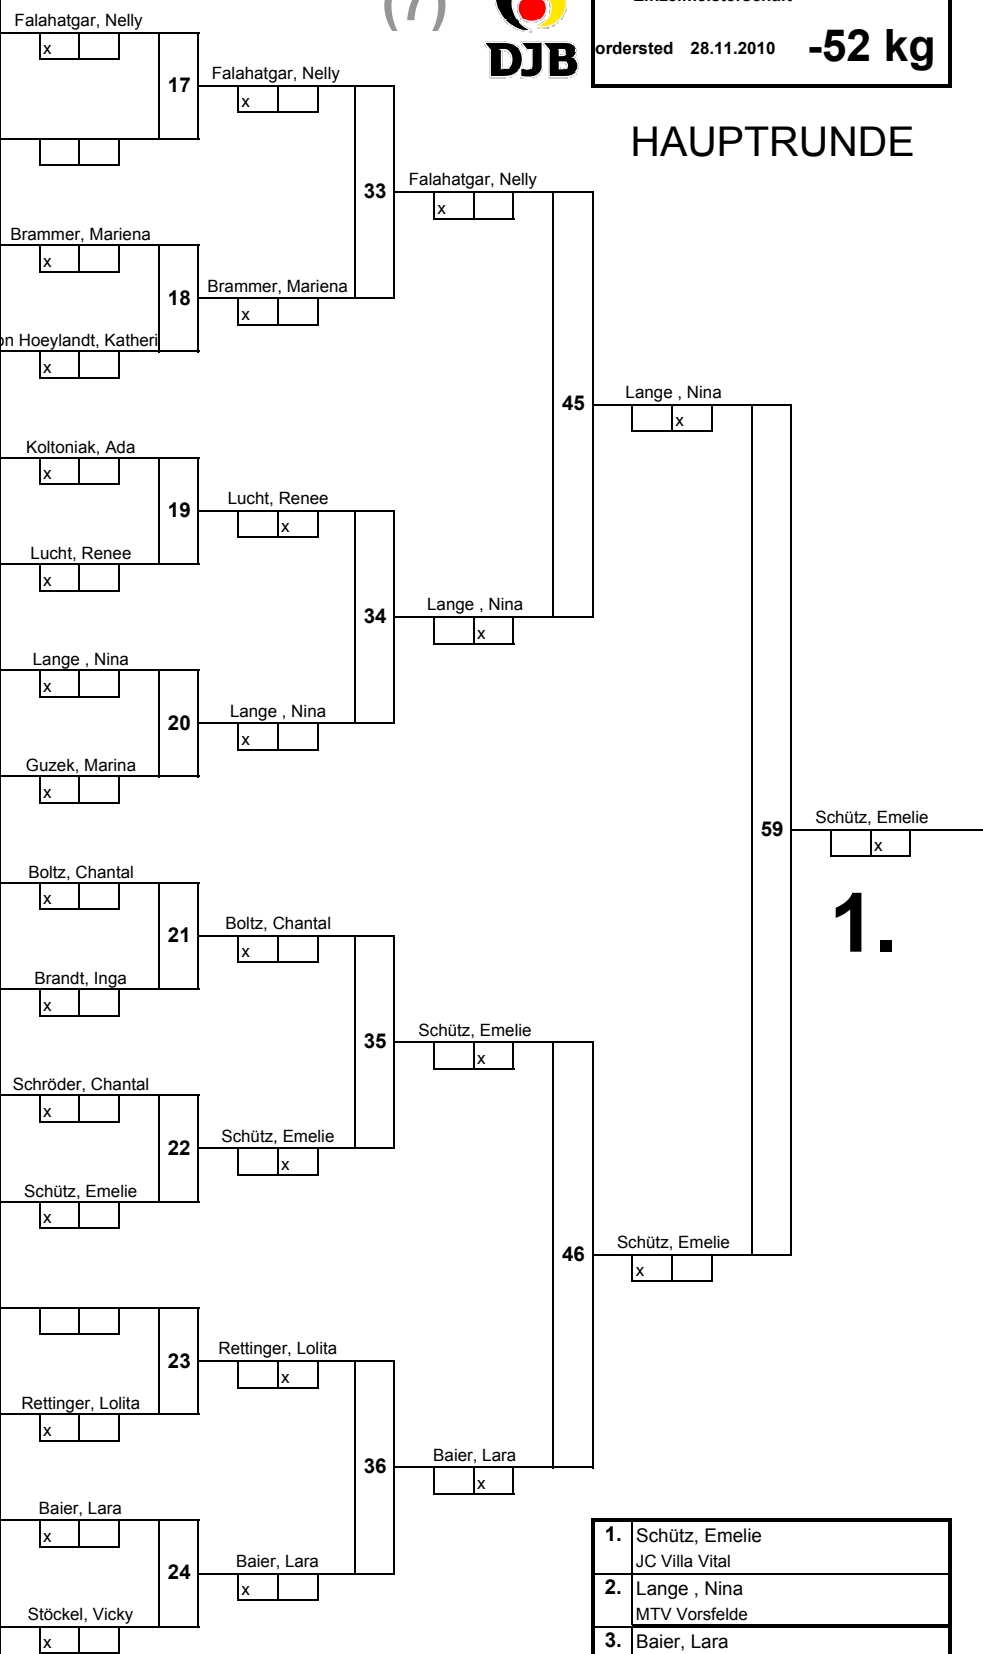 (7)
DJB
ordersted 28.11.2010 -52 kg
HAUPTRUNDE
Falahatgar, Nelly
x
17
Falahatgar, Nelly
x
33
Falahatgar, Nelly
x
Brammer, Mariena
x
18
Brammer, Mariena
x
on Hoeylandt, Katheri
x
45
Lange , Nina
x
Koltoniak, Ada
x
19
Lucht, Renee
x
Lucht, Renee
x
34
Lange , Nina
x
Lange , Nina
x
20
Lange , Nina
x
Guzek, Marina
x
59
Schütz, Emelie
x
1.
Boltz, Chantal
x
21
Boltz, Chantal
x
Brandt, Inga
x
35
Schütz, Emelie
x
Schröder, Chantal
x
22
Schütz, Emelie
x
Schütz, Emelie
x
46
Schütz, Emelie
x
23
Rettinger, Lolita
x
Rettinger, Lolita
x
36
Baier, Lara
x
Baier, Lara
x
24
Baier, Lara
x
Stöckel, Vicky
x
1. Schütz, Emelie
JC Villa Vital
2. Lange , Nina
MTV Vorsfelde
3. Baier, Lara